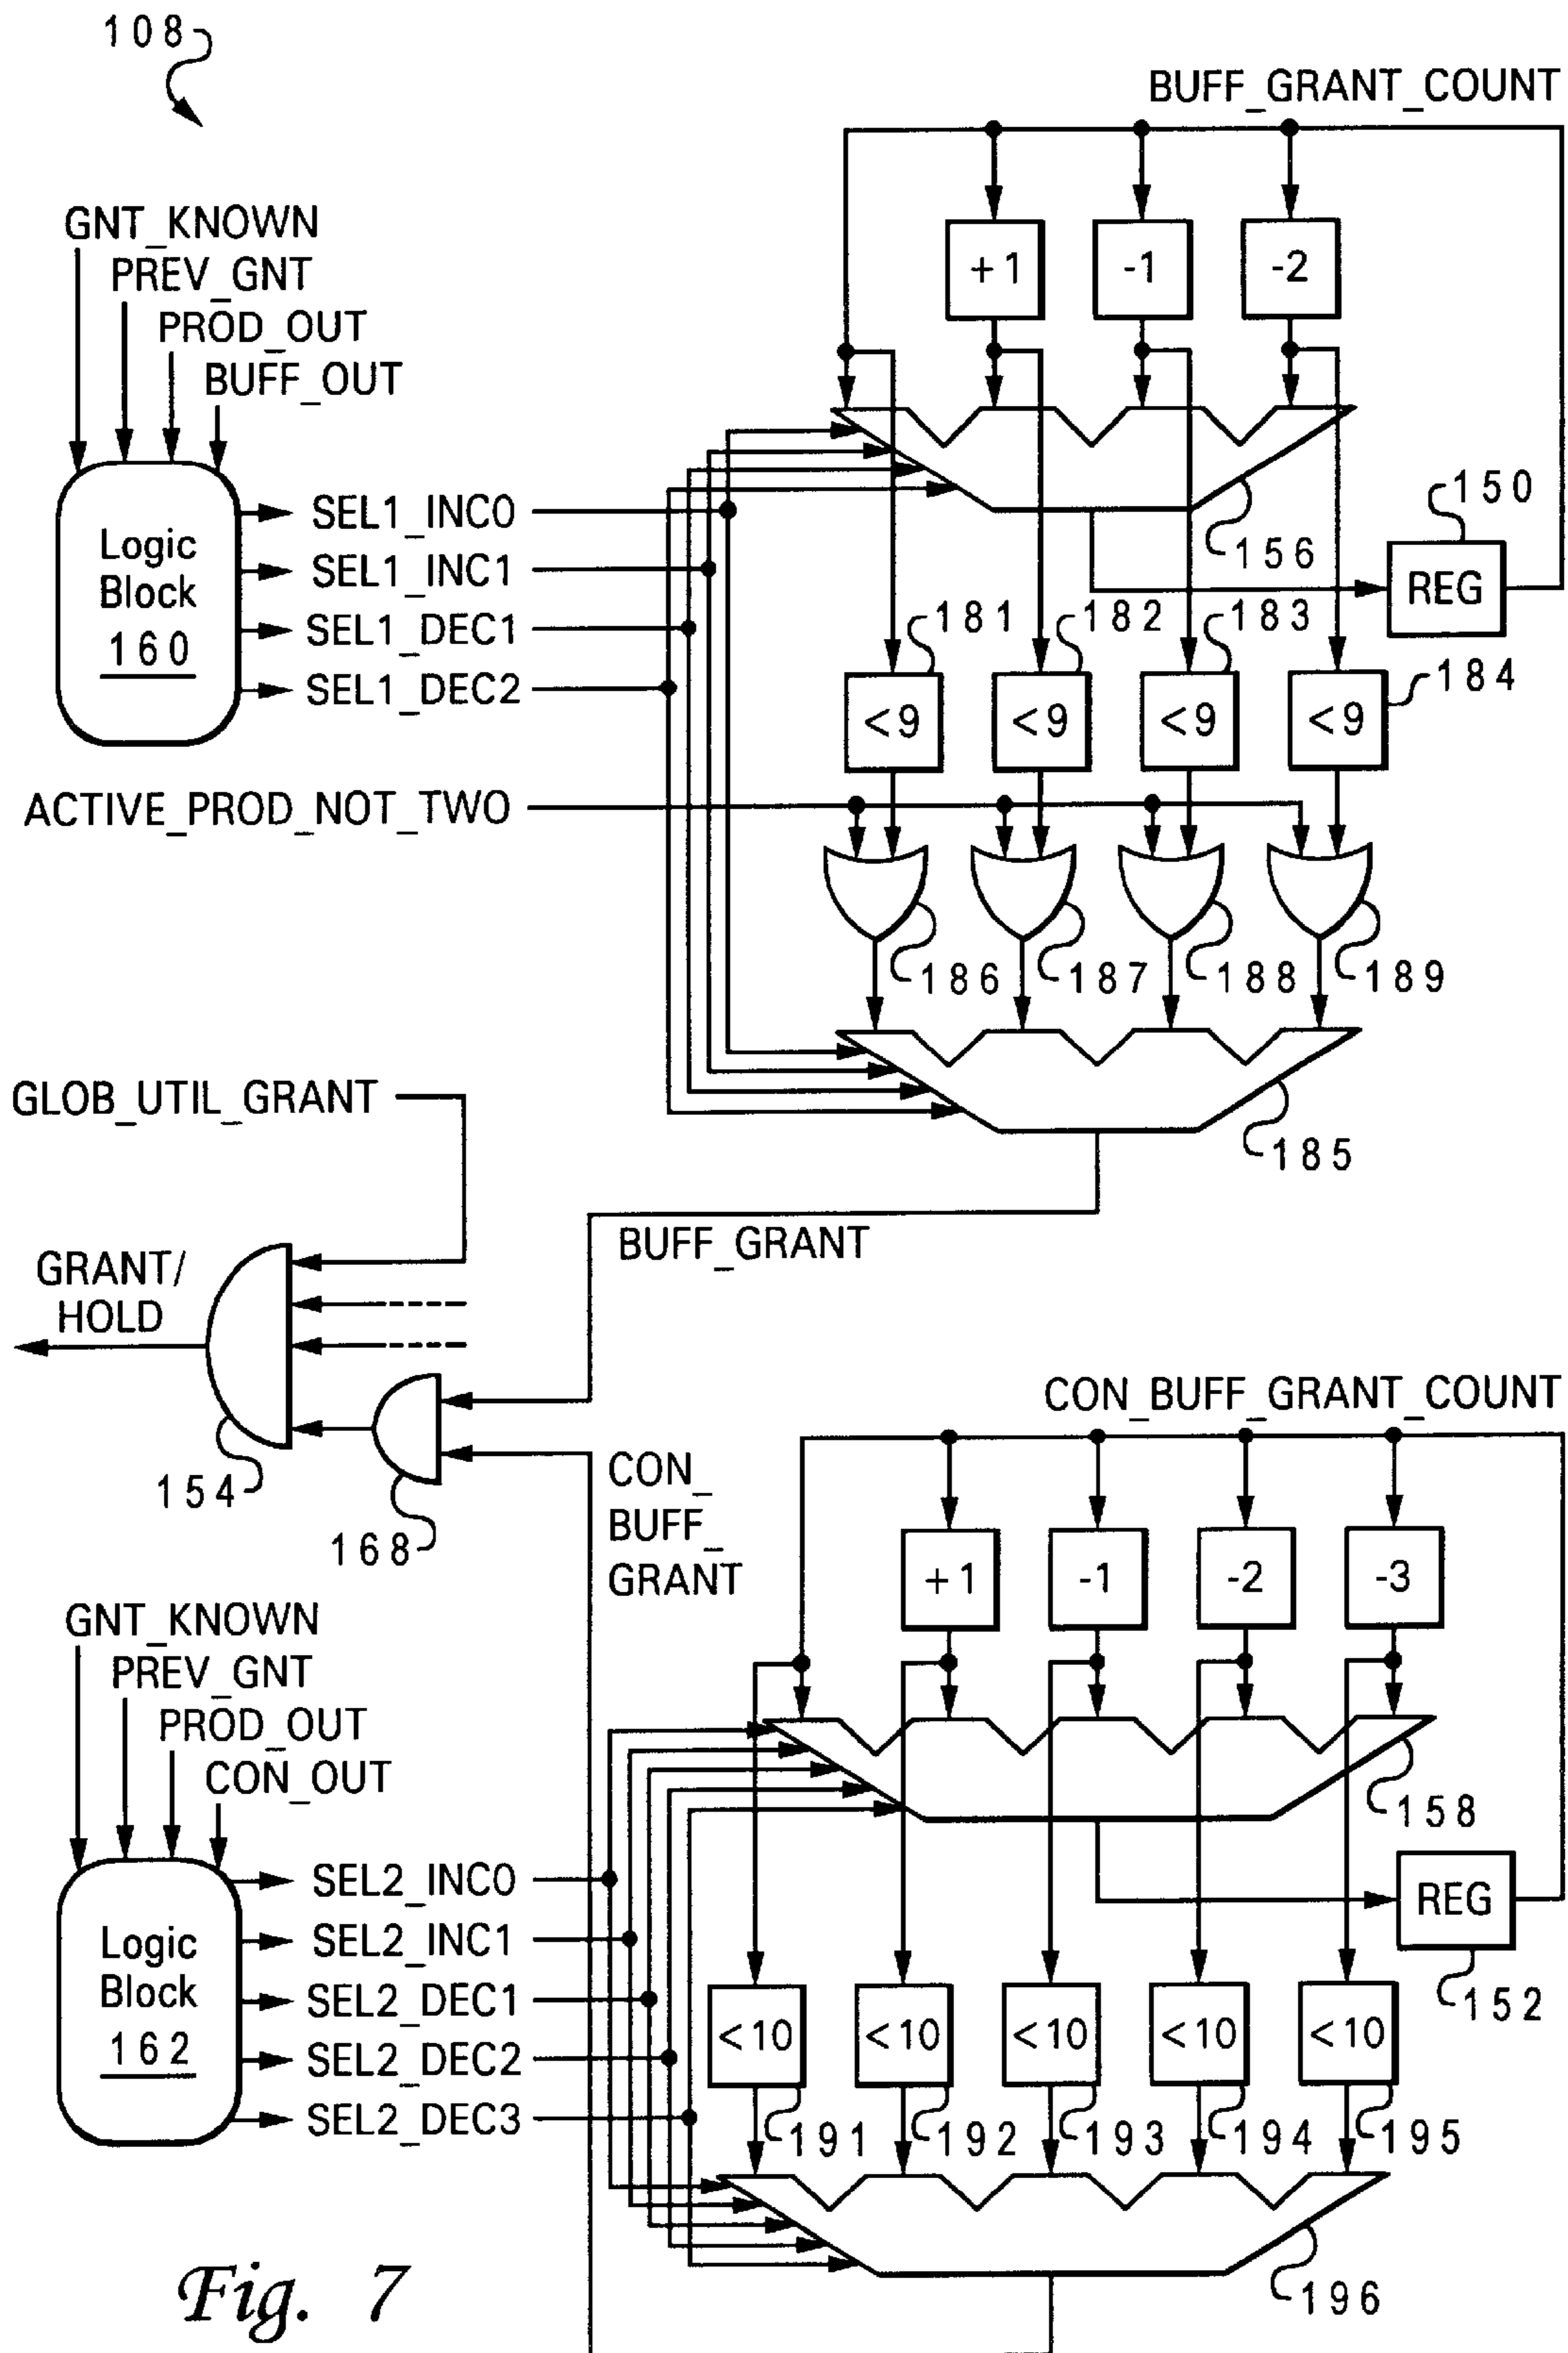 108
BUFF_GRANT_COUNT
GNT_KNOWN
PREV_GNT
PROD_OUT
BUFF_OUT
+1
-1
-2
Logic
Block
160
SEL1_INC0
SEL1_INC1
SEL1_DEC1
SEL1_DEC2
156
150
REG
181
182
183
184
<9
<9
<9
<9
ACTIVE_PROD_NOT_TWO
186
187
188
189
GLOB_UTIL_GRANT
185
BUFF_GRANT
GRANT/
HOLD
154
168
CON_
BUFF_
GRANT
CON_BUFF_GRANT_COUNT
+1
-1
-2
-3
GNT_KNOWN
PREV_GNT
PROD_OUT
CON_OUT
158
Logic
Block
162
SEL2_INC0
SEL2_INC1
SEL2_DEC1
SEL2_DEC2
SEL2_DEC3
REG
152
<10
<10
<10
<10
<10
191
192
193
194
195
196
Fig. 7